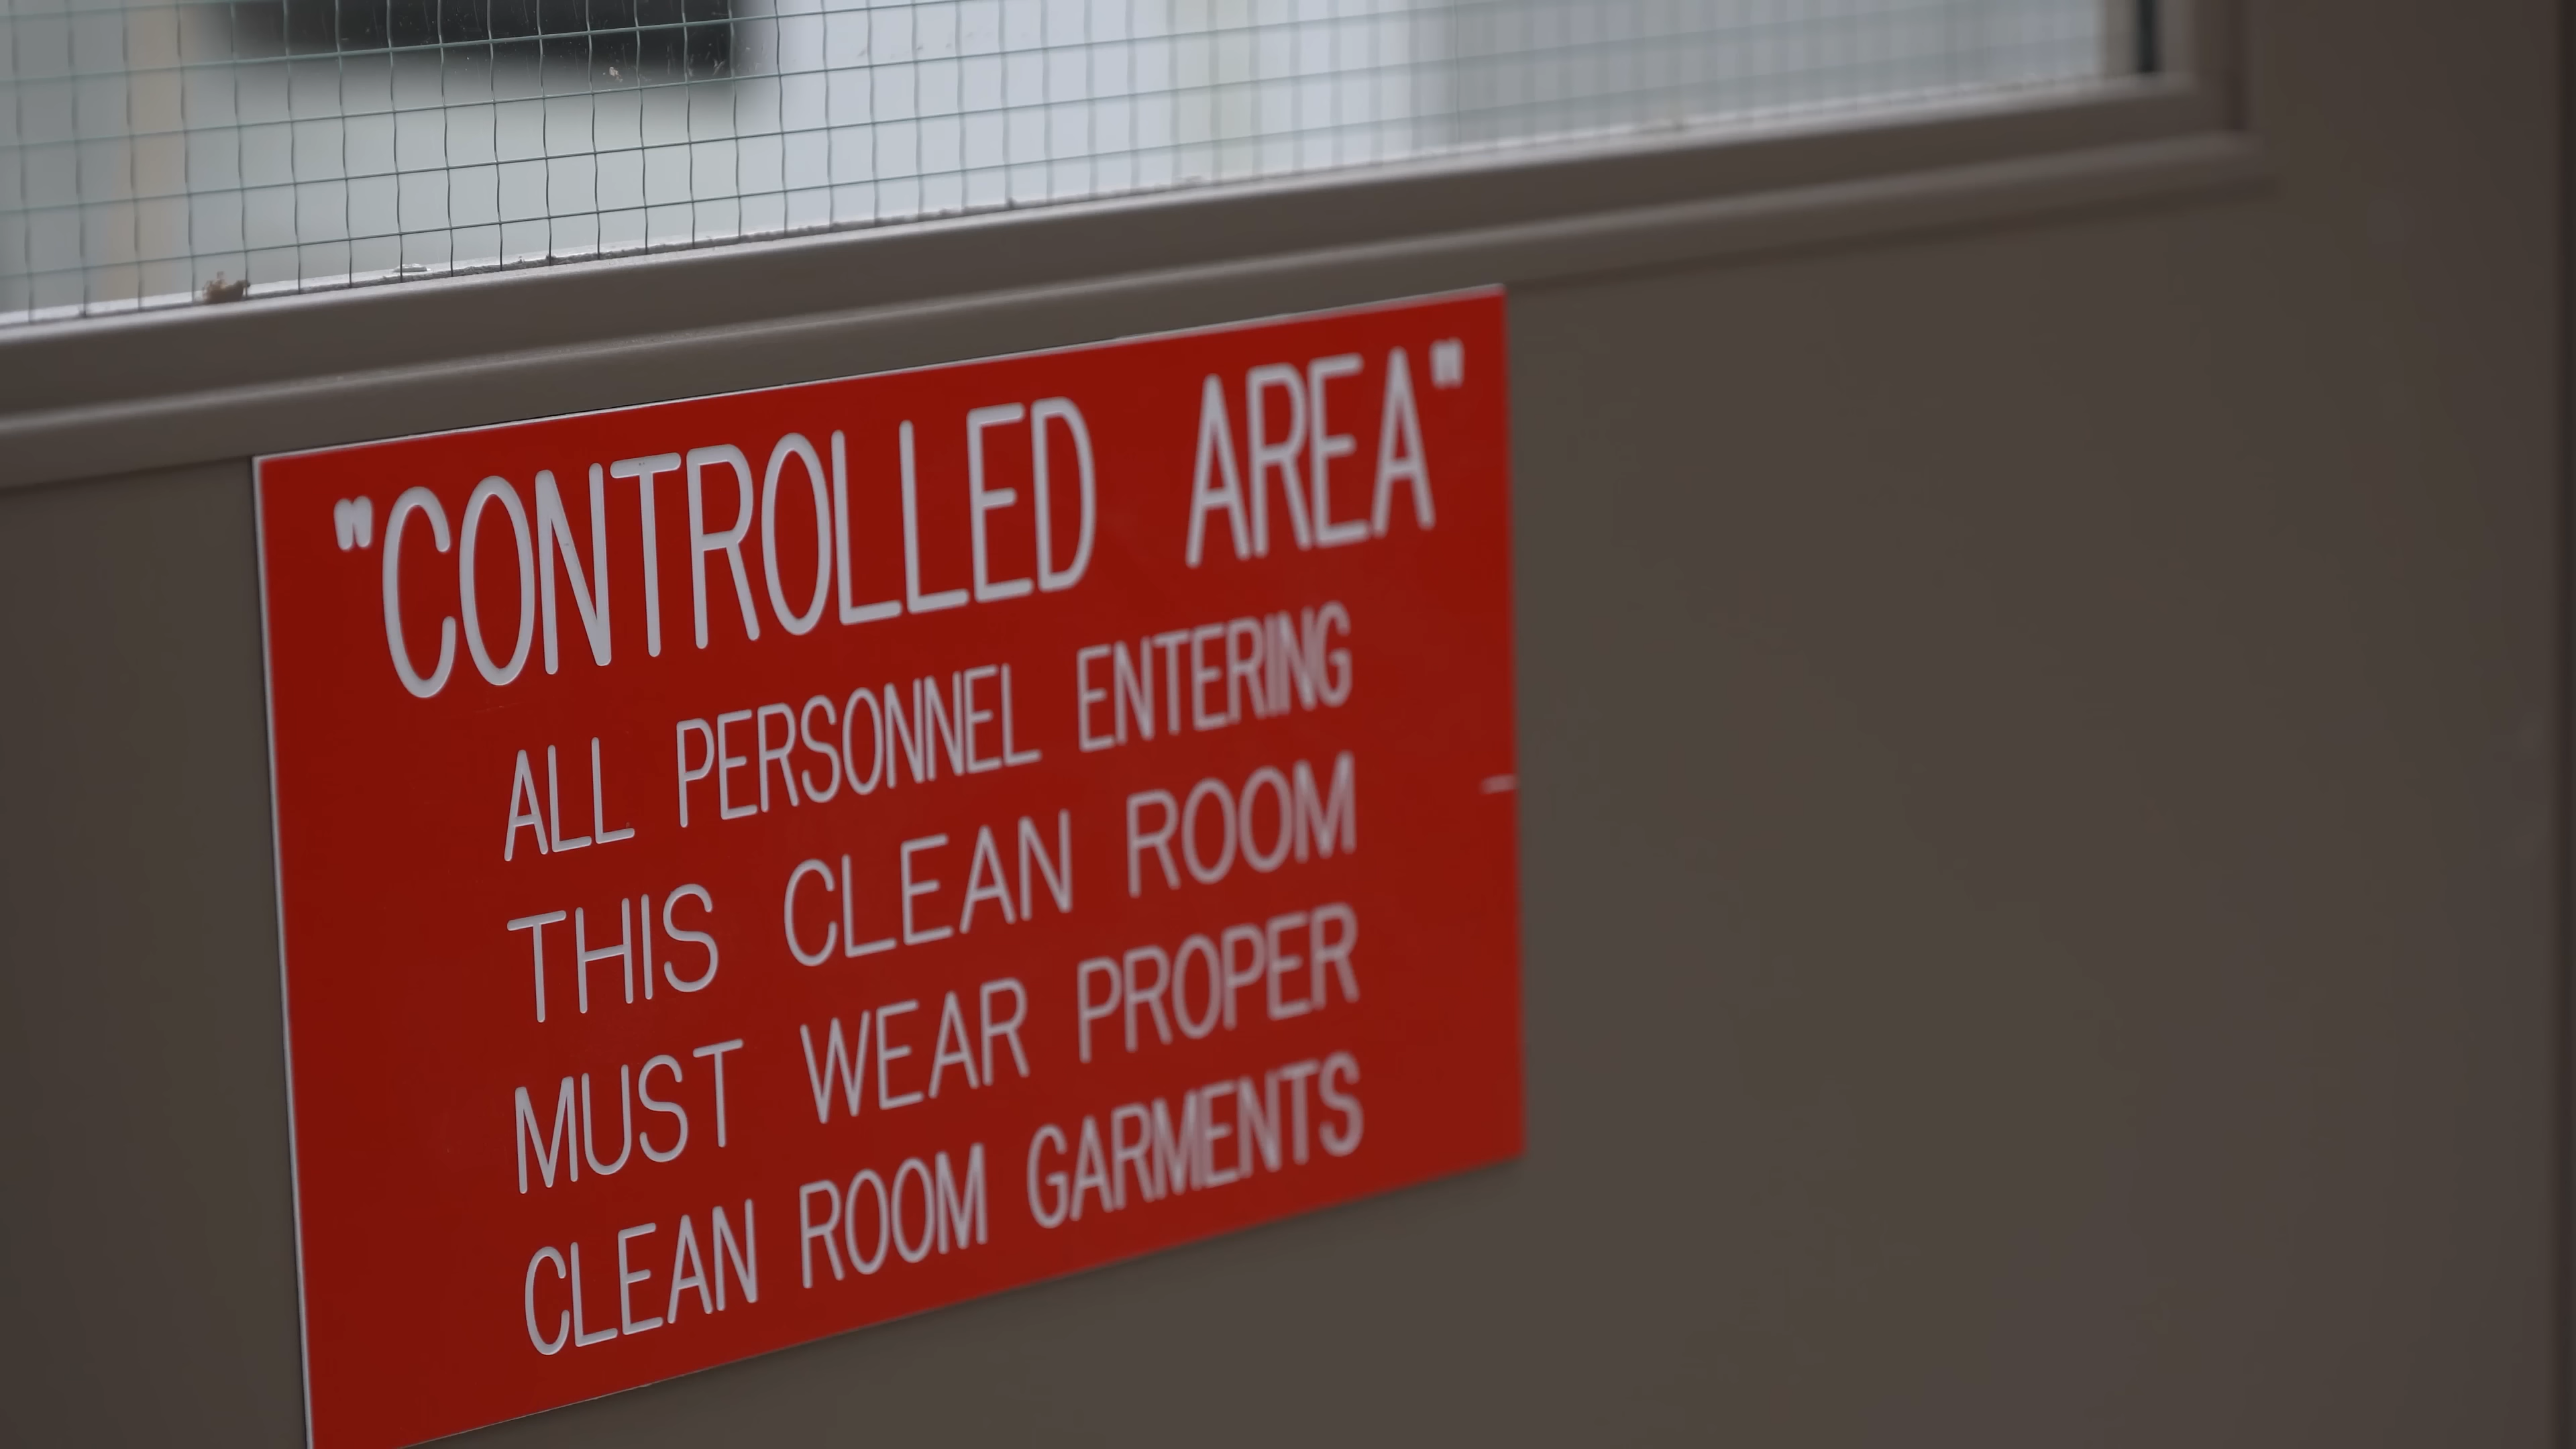 "CONTROLLED AREA"
ALL PERSONNEL ENTERING
THIS CLEAN ROOM
MUST WEAR PROPER
CLEAN ROOM GARMENTS